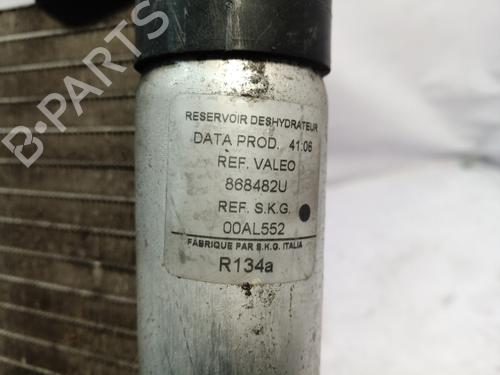 B-PARTS
RESERVOIR DESHYDRATEUR
DATA PROD. 41:06
REF. VALEO
868482U
REF. S.K.G.
00AL552
FABRIQUE PAR S.K.G. ITALIA
R134a